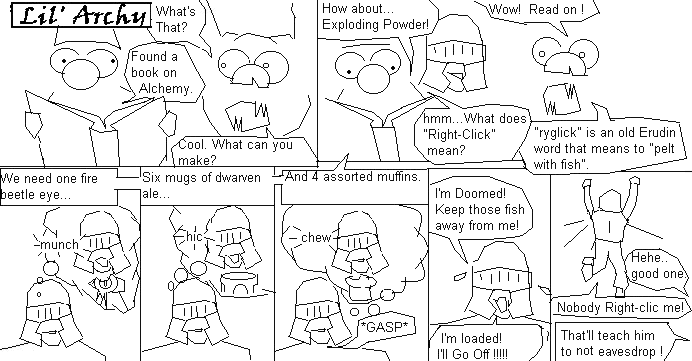 Lil' Archy
What's
That?
Found a
book on
Alchemy.
Cool. What can you
make?
How about...
Exploding Powder!
hmm...What does
"Right-Click"
mean?
Wow! Read on !
"ryglick" is an old Erudin
word that means to "pelt
with fish".
We need one fire
beetle eye...
munch
Six mugs of dwarven
ale...
hic
And 4 assorted muffins.
chew
*GASP*
I'm Doomed!
Keep those fish
away from me!
I'm loaded!
I'll Go Off !!!!!
Hehe..
good one.
Nobody Right-clic me!
That'll teach him
to not eavesdrop !